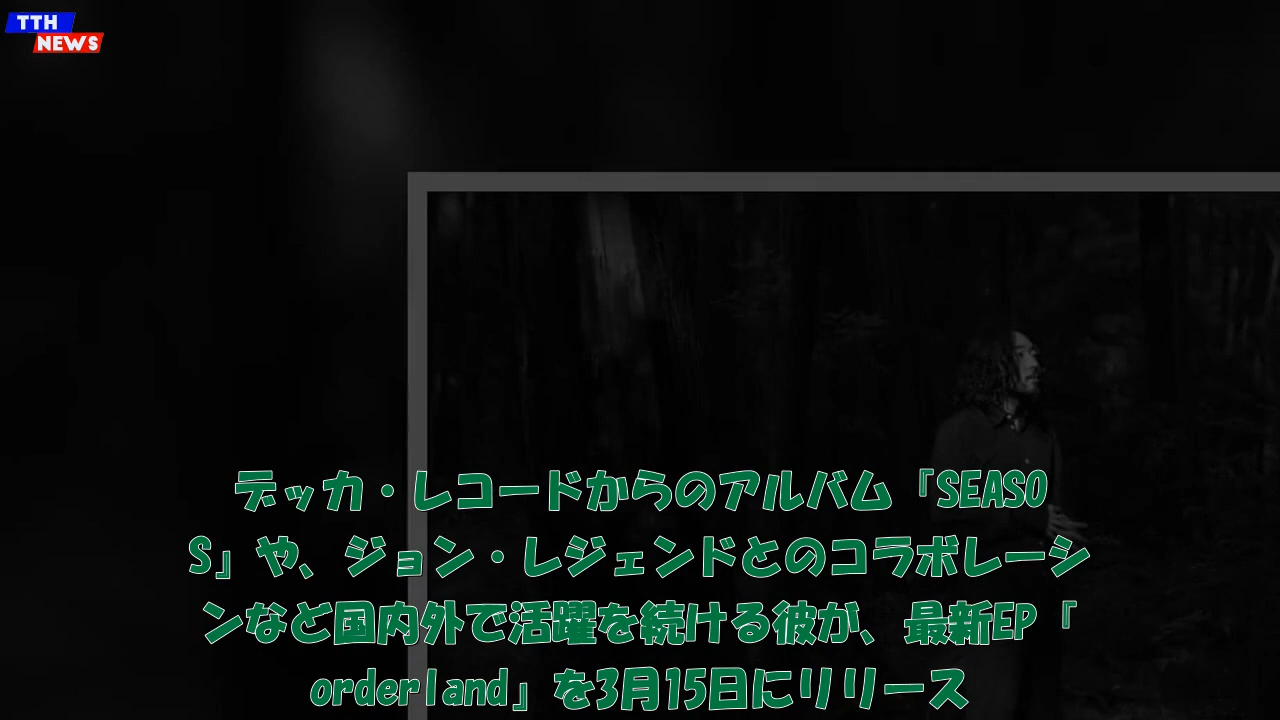 TTH
NEWS
デッカ・レコードからのアルバム『SEASO
S』や、ジョン・レジェンドとのコラボレーシ
ンなど国内外で活躍を続ける彼が、最新EP『
orderland』を3月15日にリリース